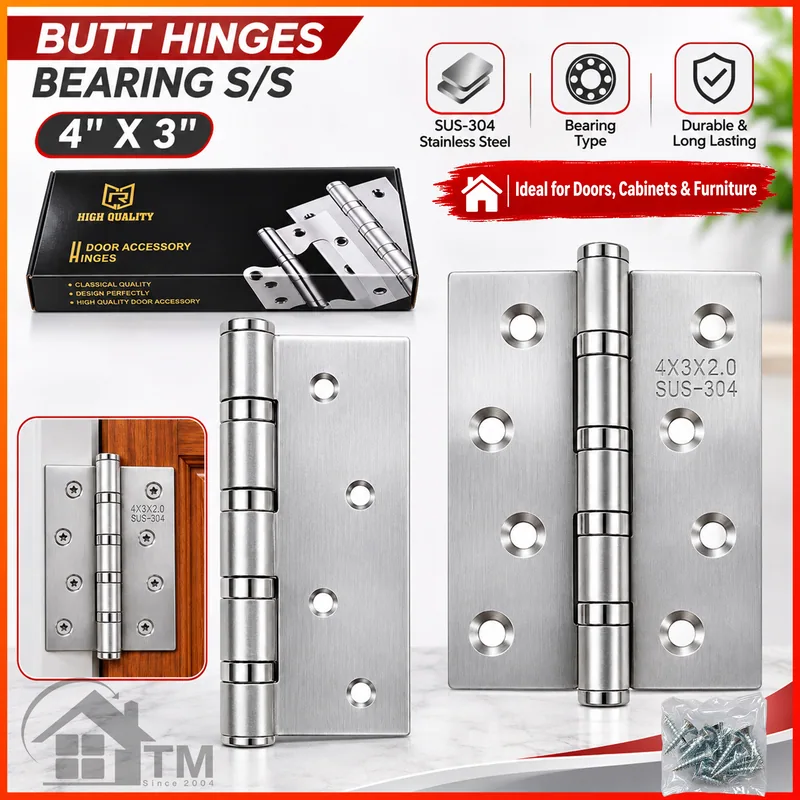 BUTT HINGES
BEARING S/S
4" X 3"
SUS-304
Stainless Steel
Bearing
Type
Durable &
Long Lasting
Ideal for Doors, Cabinets & Furniture
HIGH QUALITY
DOOR ACCESSORY
HINGES
• CLASSICAL QUALITY
• DESIGN PERFECTLY
• HIGH QUALITY DOOR ACCESSORY
4X3X2.0
SUS-304
4X3X2.0
SUS-304
TM
Since 2004